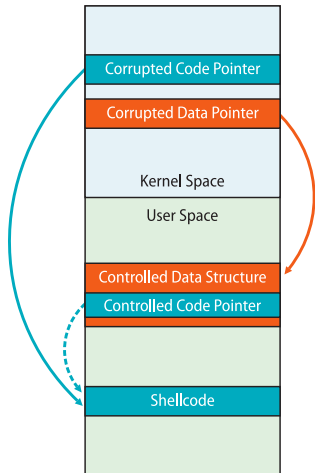 Corrupted Code Pointer
Corrupted Data Pointer
Kernel Space
User Space
Controlled Data Structure
Controlled Code Pointer
Shellcode